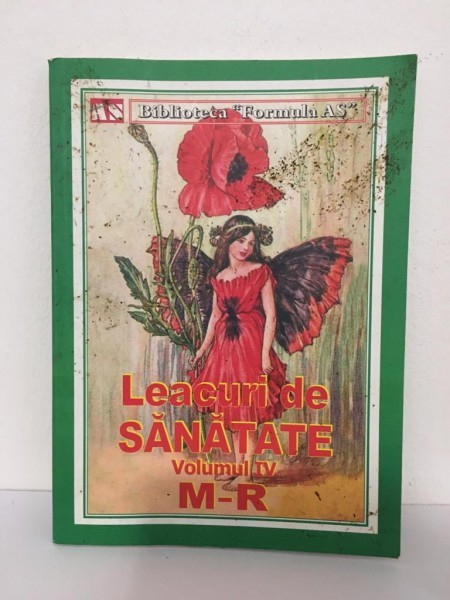 AS Biblioteca "Formula AS"
Leacuri de
SĂNĂTATE
Volumul IV
M-R